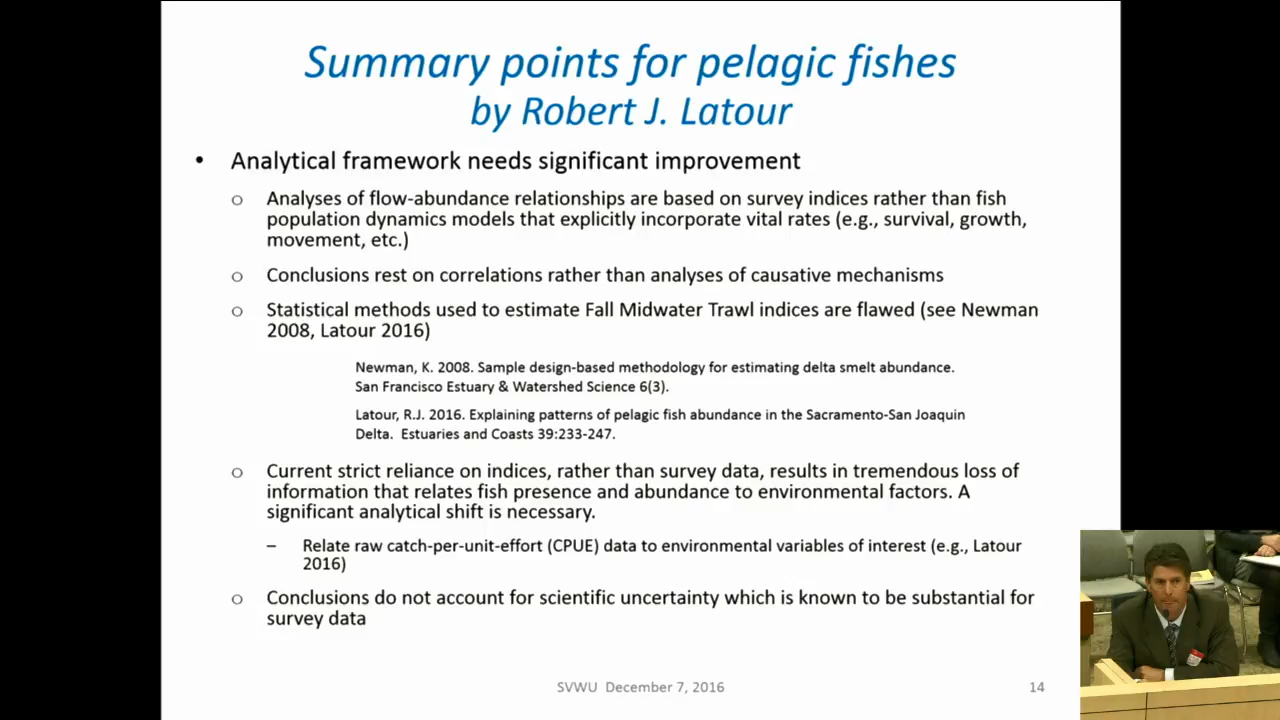 Summary points for pelagic fishes
by Robert J. Latour
• Analytical framework needs significant improvement
o Analyses of flow-abundance relationships are based on survey indices rather than fish
population dynamics models that explicitly incorporate vital rates (e.g., survival, growth,
movement, etc.)
o Conclusions rest on correlations rather than analyses of causative mechanisms
o Statistical methods used to estimate Fall Midwater Trawl indices are flawed (see Newman
2008, Latour 2016)
Newman, K. 2008. Sample design-based methodology for estimating delta smelt abundance.
San Francisco Estuary & Watershed Science 6(3).
Latour, R.J. 2016. Explaining patterns of pelagic fish abundance in the Sacramento-San Joaquin
Delta. Estuaries and Coasts 39:233-247.
o Current strict reliance on indices, rather than survey data, results in tremendous loss of
information that relates fish presence and abundance to environmental factors. A
significant analytical shift is necessary.
– Relate raw catch-per-unit-effort (CPUE) data to environmental variables of interest (e.g., Latour
2016)
o Conclusions do not account for scientific uncertainty which is known to be substantial for
survey data
SVWU December 7, 2016
14